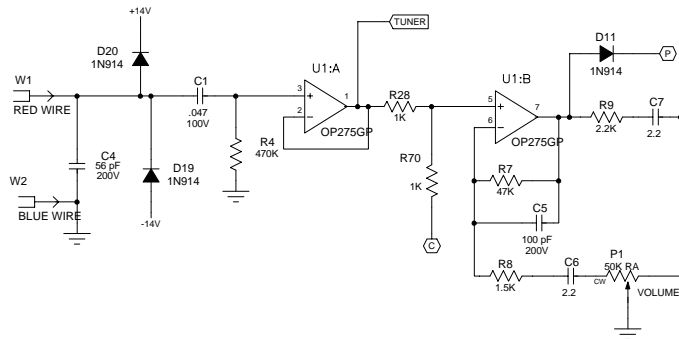 +14V
TUNER
D20
1N914
D11
1N914
P
W1
RED WIRE
C1
.047
100V
U1:A
3
2
1
OP275GP
R28
1K
U1:B
5
6
7
OP275GP
R9
2.2K
C7
2.2
R4
470K
C4
56 pF
200V
D19
1N914
-14V
W2
BLUE WIRE
R70
1K
C
R7
47K
C5
100 pF
200V
R8
1.5K
C6
2.2
P1
50K RA
CW
VOLUME